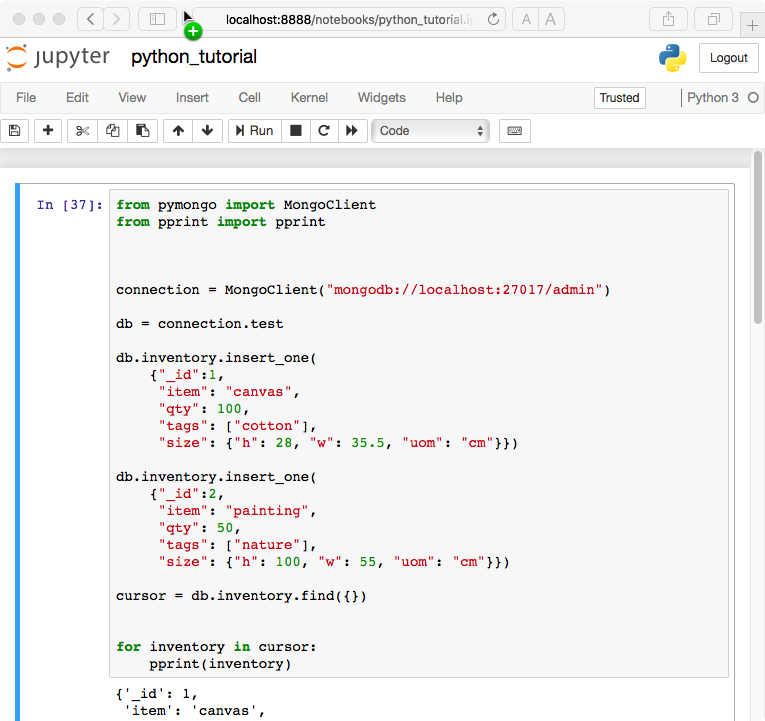 localhost:8888/notebooks/python_tutorial.i
A A
jupyter python_tutorial
Logout
File Edit View Insert Cell Kernel Widgets Help Trusted Python 3
Run Code
In [37]:
from pymongo import MongoClient
from pprint import pprint
connection = MongoClient("mongodb://localhost:27017/admin")
db = connection.test
db.inventory.insert_one(
    {"_id":1,
     "item": "canvas",
     "qty": 100,
     "tags": ["cotton"],
     "size": {"h": 28, "w": 35.5, "uom": "cm"}})
db.inventory.insert_one(
    {"_id":2,
     "item": "painting",
     "qty": 50,
     "tags": ["nature"],
     "size": {"h": 100, "w": 55, "uom": "cm"}})
cursor = db.inventory.find({})
for inventory in cursor:
    pprint(inventory)
{'_id': 1,
 'item': 'canvas',